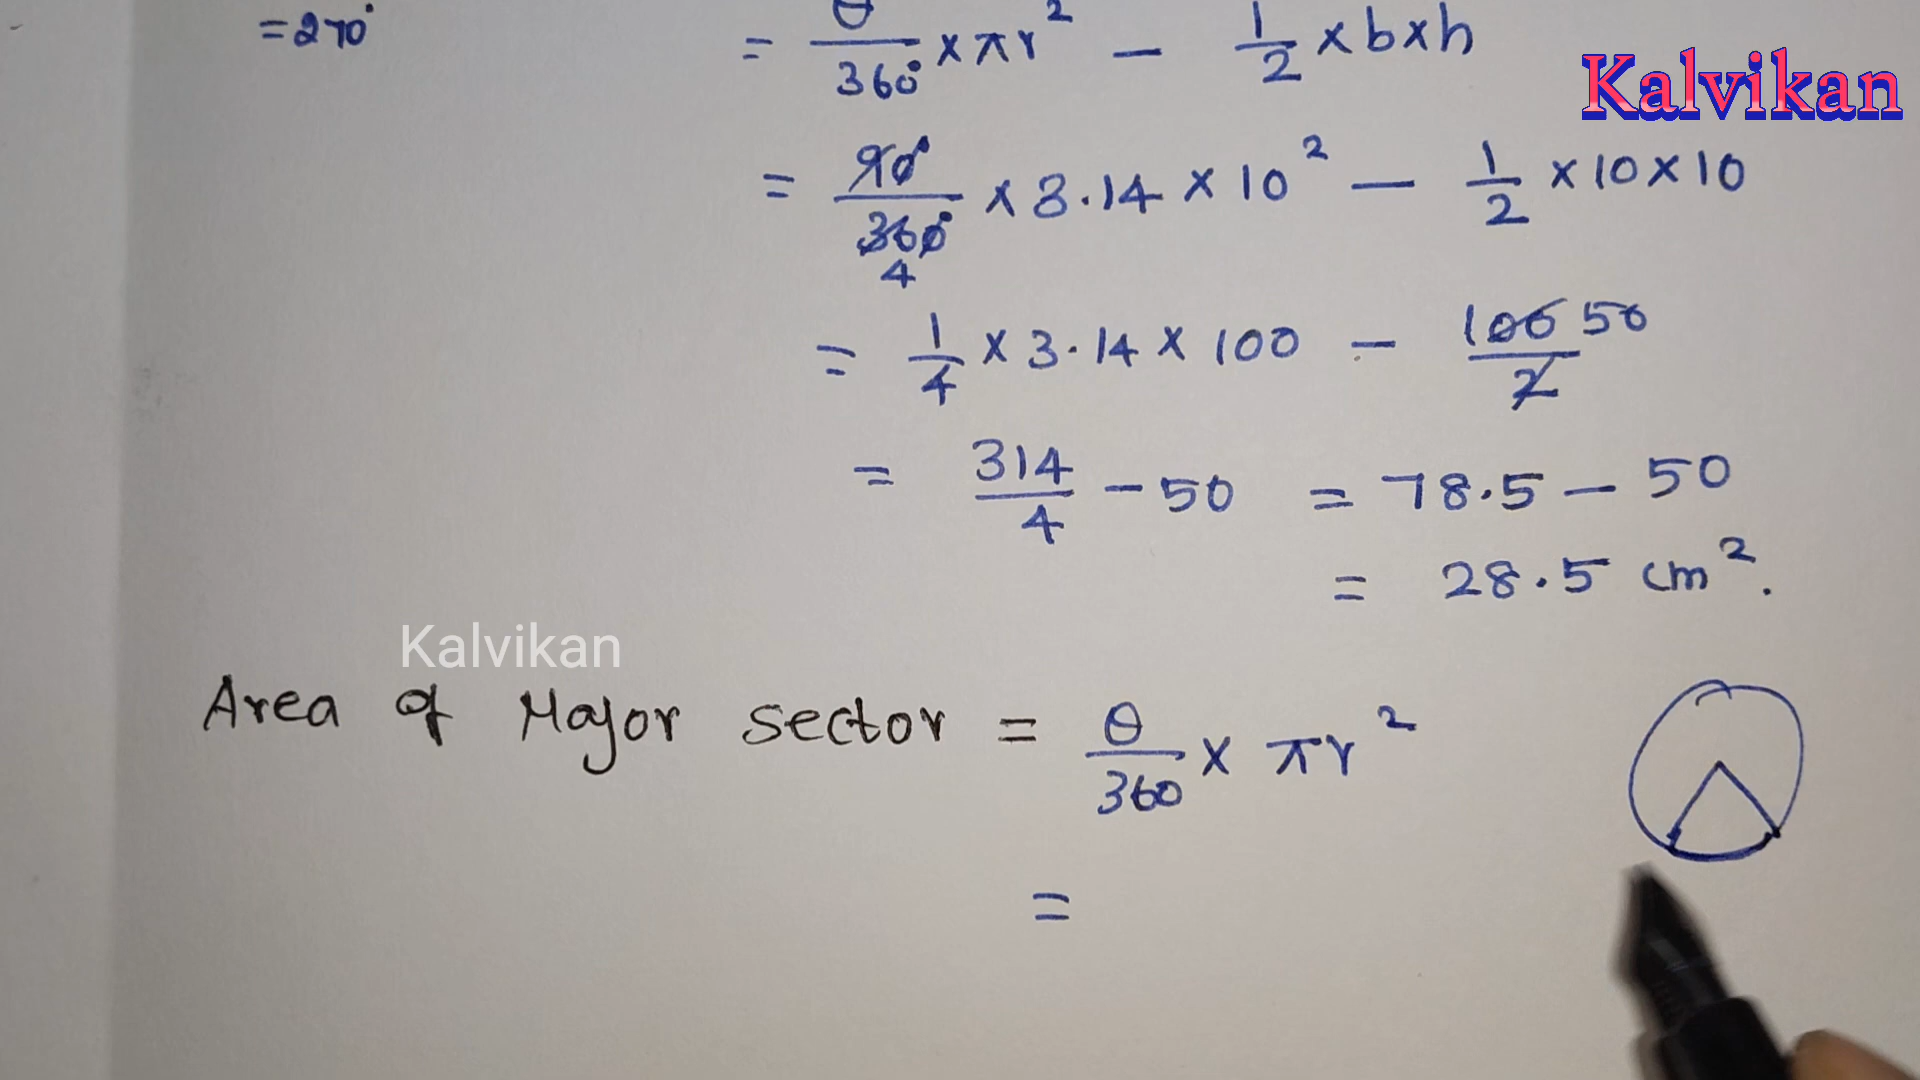 =270°
= θ/360° × πr² − 1/2 × b×h
Kalvikan
= 90°/360° × 3.14 × 10² − 1/2 × 10 × 10
4
= 1/4 × 3.14 × 100 − 100/2 50
= 314/4 − 50 = 78.5 − 50
= 28.5 cm².
Kalvikan
Area of Major sector = θ/360 × πr²
=